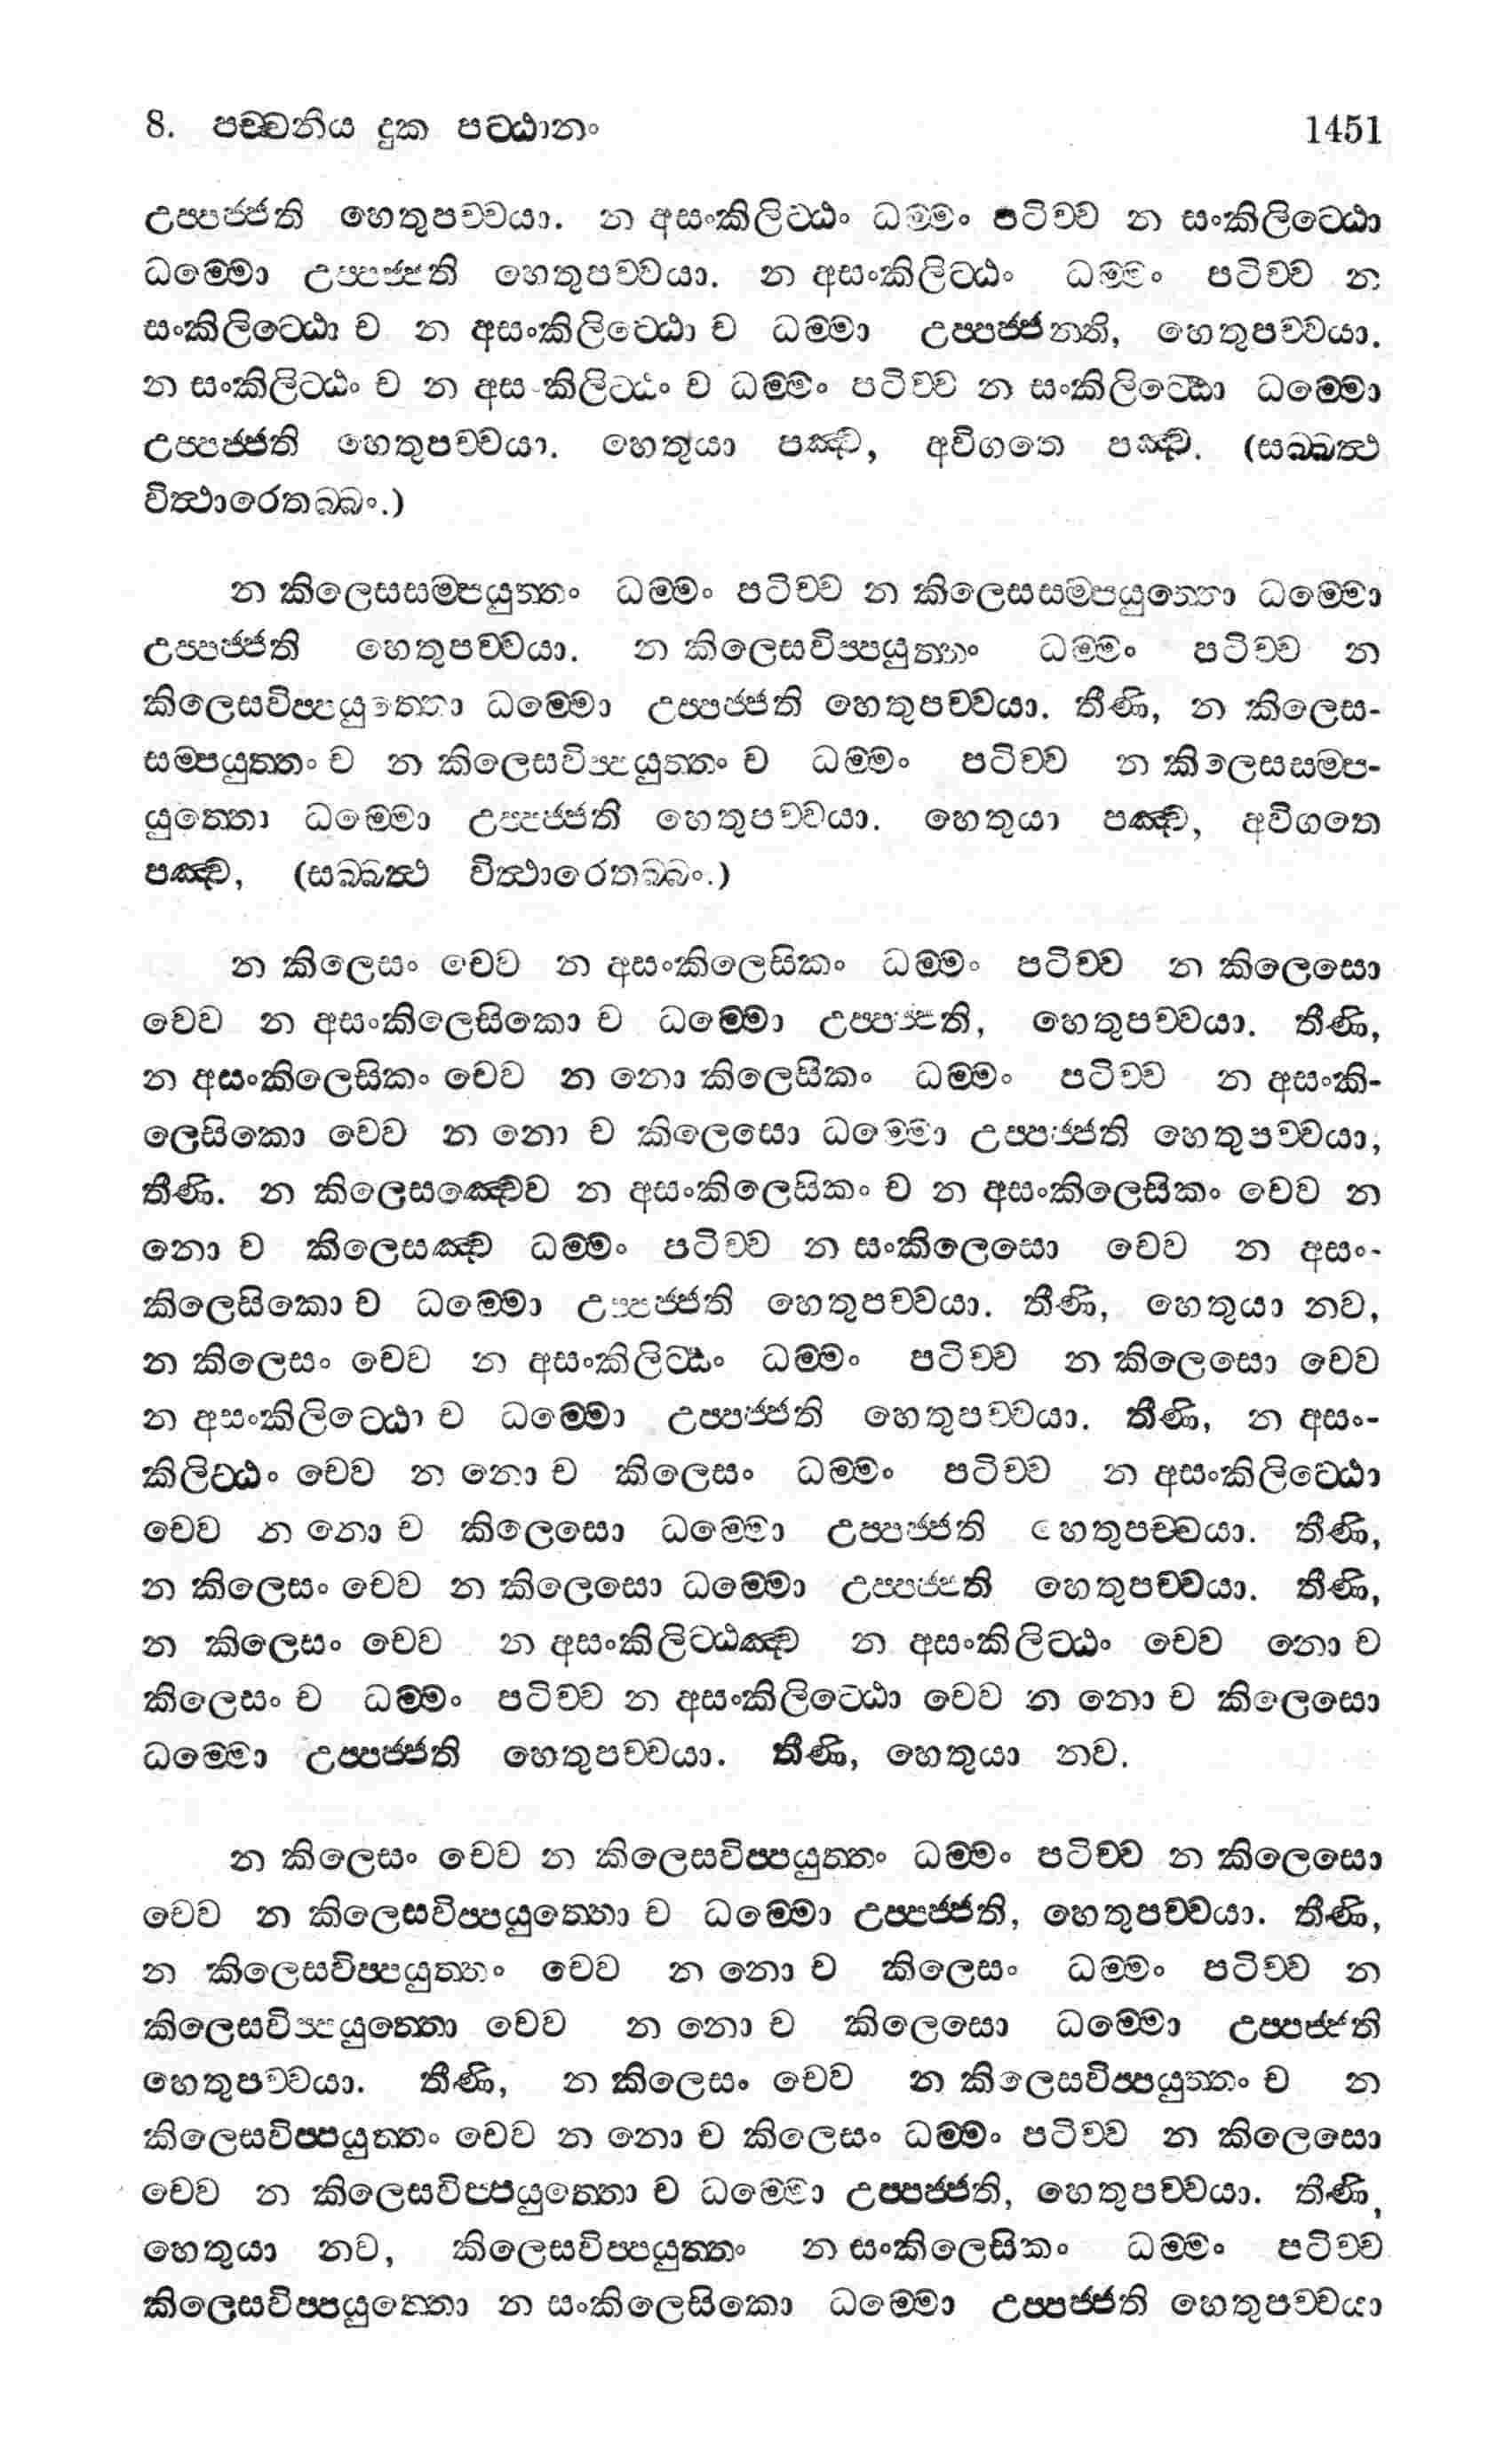 8. පච්චනීය දුක පට්ඨානං 1451
උප්පජ්ජති හෙතුපච්චයා. න අසංකිලිට්ඨං ධම්මං පටිච්ච න සංකිලිට්ඨො
ධම්මො උප්පජ්ජති හෙතුපච්චයා. න අසංකිලිට්ඨං ධම්මං පටිච්ච න
සංකිලිට්ඨො ච න අසංකිලිට්ඨො ච ධම්මා උප්පජ්ජන්ති, හෙතුපච්චයා.
න සංකිලිට්ඨං ච න අසංකිලිට්ඨං ච ධම්මං පටිච්ච න සංකිලිට්ඨො ධම්මො
උප්පජ්ජති හෙතුපච්චයා. හෙතුයා පඤ්ච, අවිගතෙ පඤ්ච. (සබ්බත්ථ
විත්ථාරෙතබ්බං.)
න කිලෙසසම්පයුත්තං ධම්මං පටිච්ච න කිලෙසසම්පයුත්තො ධම්මො
උප්පජ්ජති හෙතුපච්චයා. න කිලෙසවිප්පයුත්තං ධම්මං පටිච්ච න
කිලෙසවිප්පයුත්තො ධම්මො උප්පජ්ජති හෙතුපච්චයා. තීණි, න කිලෙස-
සම්පයුත්තං ච න කිලෙසවිප්පයුත්තං ච ධම්මං පටිච්ච න කිලෙසසම්ප-
යුත්තො ධම්මො උප්පජ්ජති හෙතුපච්චයා. හෙතුයා පඤ්ච, අවිගතෙ
පඤ්ච, (සබ්බත්ථ විත්ථාරෙතබ්බං.)
න කිලෙසං චෙව න අසංකිලෙසිකං ධම්මං පටිච්ච න කිලෙසො
චෙව න අසංකිලෙසිකො ච ධම්මො උප්පජ්ජති, හෙතුපච්චයා. තීණි,
න අසංකිලෙසිකං චෙව න නො කිලෙසිකං ධම්මං පටිච්ච න අසංකි-
ලෙසිකො චෙව න නො ච කිලෙසො ධම්මො උප්පජ්ජති හෙතුපච්චයා,
තීණි. න කිලෙසඤ්චෙව න අසංකිලෙසිකං ච න අසංකිලෙසිකං චෙව න
නො ච කිලෙසඤ්ච ධම්මං පටිච්ච න සංකිලෙසො චෙව න අසං-
කිලෙසිකො ච ධම්මො උප්පජ්ජති හෙතුපච්චයා. තීණි, හෙතුයා නව,
න කිලෙසං චෙව න අසංකිලිට්ඨං ධම්මං පටිච්ච න කිලෙසො චෙව
න අසංකිලිට්ඨො ච ධම්මො උප්පජ්ජති හෙතුපච්චයා. තීණි, න අසං-
කිලිට්ඨං චෙව න නො ච කිලෙසං ධම්මං පටිච්ච න අසංකිලිට්ඨො
චෙව න නො ච කිලෙසො ධම්මො උප්පජ්ජති හෙතුපච්චයා. තීණි,
න කිලෙසං චෙව න කිලෙසො ධම්මො උප්පජ්ජති හෙතුපච්චයා. තීණි,
න කිලෙසං චෙව න අසංකිලිට්ඨඤ්ච න අසංකිලිට්ඨං චෙව නො ච
කිලෙසං ච ධම්මං පටිච්ච න අසංකිලිට්ඨො චෙව න නො ච කිලෙසො
ධම්මො උප්පජ්ජති හෙතුපච්චයා. තීණි, හෙතුයා නව.
න කිලෙසං චෙව න කිලෙසවිප්පයුත්තං ධම්මං පටිච්ච න කිලෙසො
චෙව න කිලෙසවිප්පයුත්තො ච ධම්මො උප්පජ්ජති, හෙතුපච්චයා. තීණි,
න කිලෙසවිප්පයුත්තං චෙව න නො ච කිලෙසං ධම්මං පටිච්ච න
කිලෙසවිප්පයුත්තො චෙව න නො ච කිලෙසො ධම්මො උප්පජ්ජති
හෙතුපච්චයා. තීණි, න කිලෙසං චෙව න කිලෙසවිප්පයුත්තං ච න
කිලෙසවිප්පයුත්තං චෙව න නො ච කිලෙසං ධම්මං පටිච්ච න කිලෙසො
චෙව න කිලෙසවිප්පයුත්තො ච ධම්මො උප්පජ්ජති, හෙතුපච්චයා. තීණි,
හෙතුයා නව, කිලෙසවිප්පයුත්තං න සංකිලෙසිකං ධම්මං පටිච්ච
කිලෙසවිප්පයුත්තො න සංකිලෙසිකො ධම්මො උප්පජ්ජති හෙතුපච්චයා